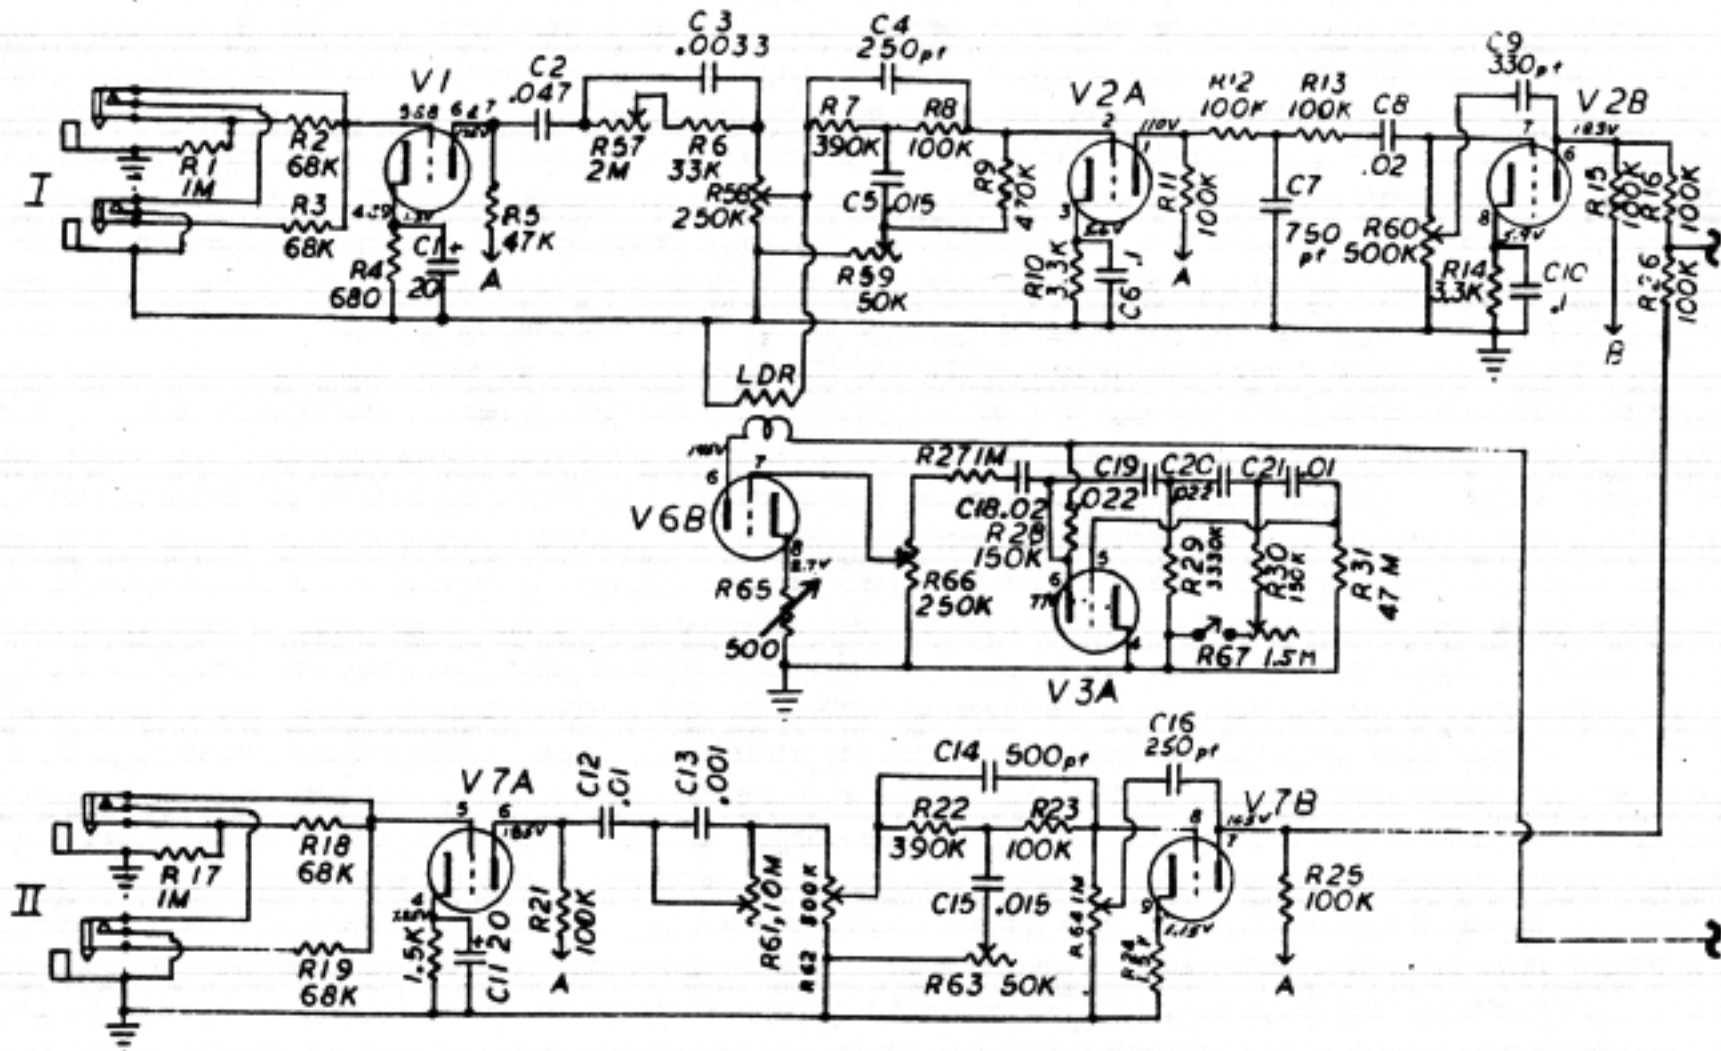 C3
.0033
C4
250pf
C9
330pf
V1
C2
.047
V2A
R12
100K
R13
100K
C8
.02
V2B
R2
68K
R1
1M
I
R3
68K
R57
2M
R6
33K
R7
390K
R8
100K
R58
250K
C5 .015
R9
470K
R5
47K
A
R4
680
C1
20
R59
50K
R10
3.3K
C6 .1
R11
100K
A
110V
C7
750
pf
R60
500K
R14
3.3K
C10
.1
R15
100K
R16
100K
R26
100K
B
LDR
V6B
R27 1M
C18 .02
C19
.022
C20
.022
C21 .01
R28
150K
R29
R30
150K
R31
47 M
R65
500
R66
250K
R67 1.5M
V3A
II
R17
1M
R18
68K
R19
68K
V7A
1.5K
C11 20
C12
.01
C13
.001
R21
100K
A
R61, 10M
R62 500K
C14 500pf
R22
390K
R23
100K
C15 .015
R63 50K
R64 1M
C16
250pf
V7B
1.15V
R24
1.5K
R25
100K
A